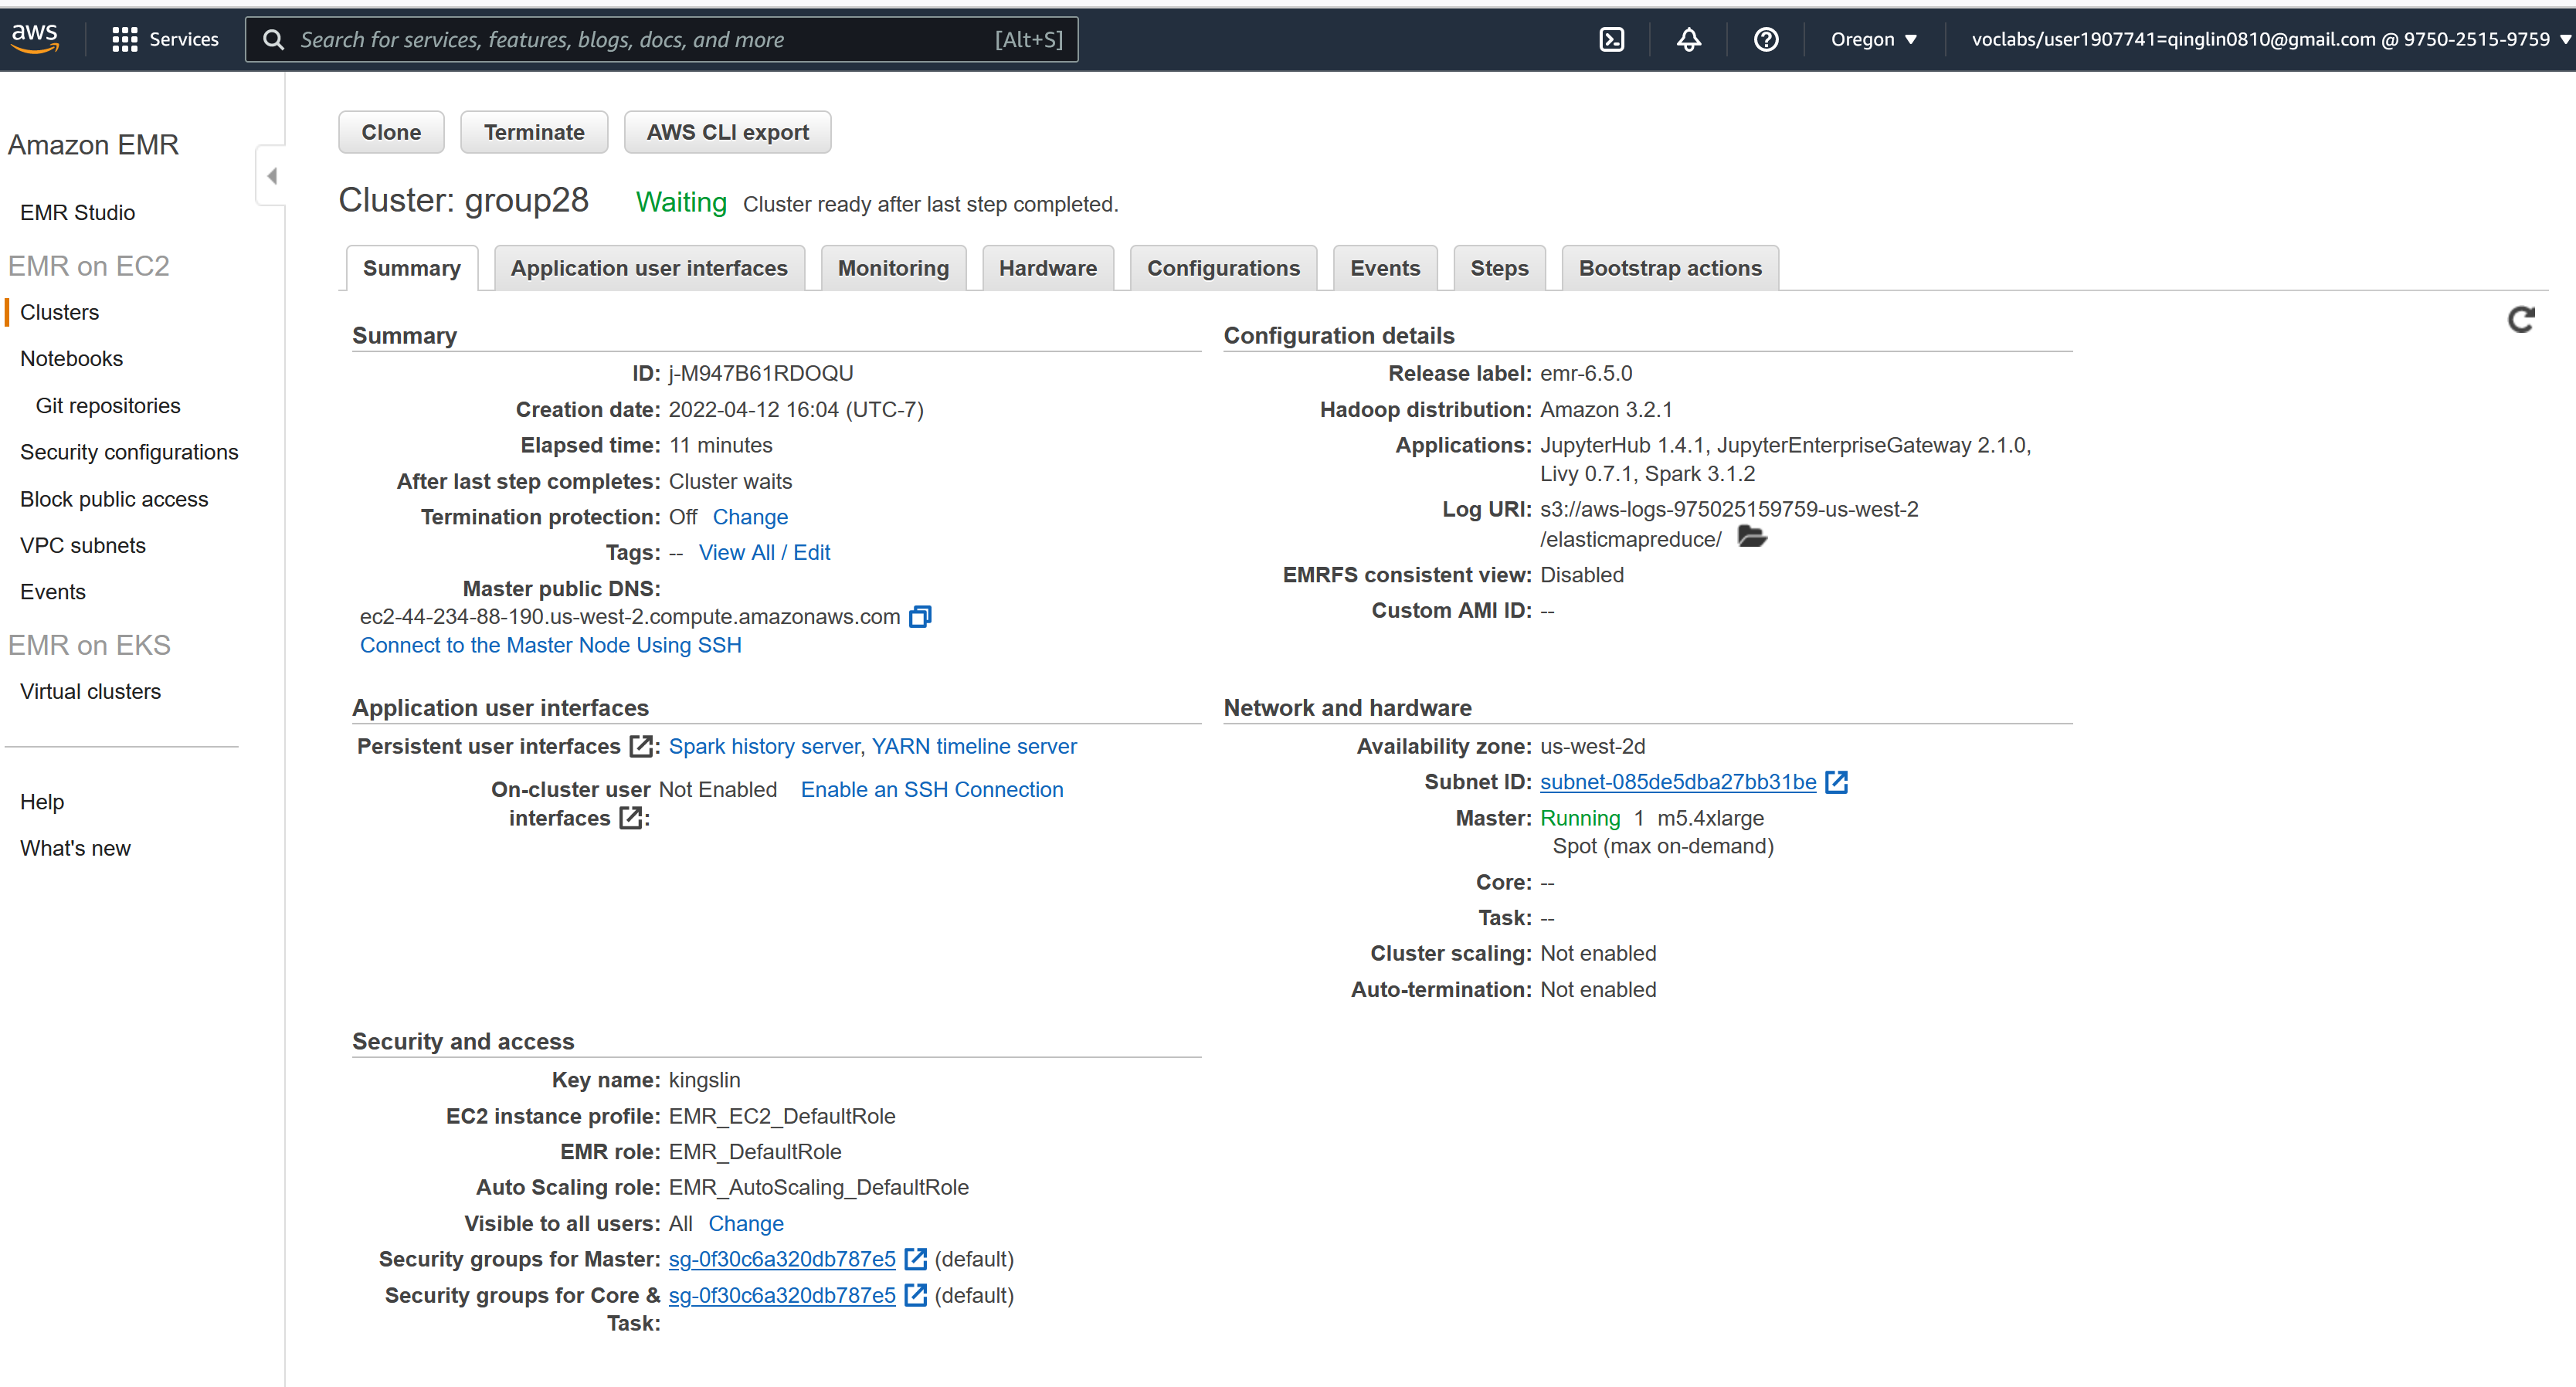 aws Services Search for services, features, blogs, docs, and more [Alt+S] Oregon voclabs/user1907741=qinglin0810@gmail.com @ 9750-2515-9759
Amazon EMR
EMR Studio
EMR on EC2
Clusters
Notebooks
Git repositories
Security configurations
Block public access
VPC subnets
Events
EMR on EKS
Virtual clusters
Help
What's new
Clone Terminate AWS CLI export
Cluster: group28 Waiting Cluster ready after last step completed.
Summary Application user interfaces Monitoring Hardware Configurations Events Steps Bootstrap actions
Summary
ID: j-M947B61RDOQU
Creation date: 2022-04-12 16:04 (UTC-7)
Elapsed time: 11 minutes
After last step completes: Cluster waits
Termination protection: Off Change
Tags: -- View All / Edit
Master public DNS:
ec2-44-234-88-190.us-west-2.compute.amazonaws.com
Connect to the Master Node Using SSH
Configuration details
Release label: emr-6.5.0
Hadoop distribution: Amazon 3.2.1
Applications: JupyterHub 1.4.1, JupyterEnterpriseGateway 2.1.0,
Livy 0.7.1, Spark 3.1.2
Log URI: s3://aws-logs-975025159759-us-west-2
/elasticmapreduce/
EMRFS consistent view: Disabled
Custom AMI ID: --
Application user interfaces
Persistent user interfaces : Spark history server, YARN timeline server
On-cluster user Not Enabled Enable an SSH Connection
interfaces :
Network and hardware
Availability zone: us-west-2d
Subnet ID: subnet-085de5dba27bb31be
Master: Running 1 m5.4xlarge
Spot (max on-demand)
Core: --
Task: --
Cluster scaling: Not enabled
Auto-termination: Not enabled
Security and access
Key name: kingslin
EC2 instance profile: EMR_EC2_DefaultRole
EMR role: EMR_DefaultRole
Auto Scaling role: EMR_AutoScaling_DefaultRole
Visible to all users: All Change
Security groups for Master: sg-0f30c6a320db787e5 (default)
Security groups for Core & sg-0f30c6a320db787e5 (default)
Task: